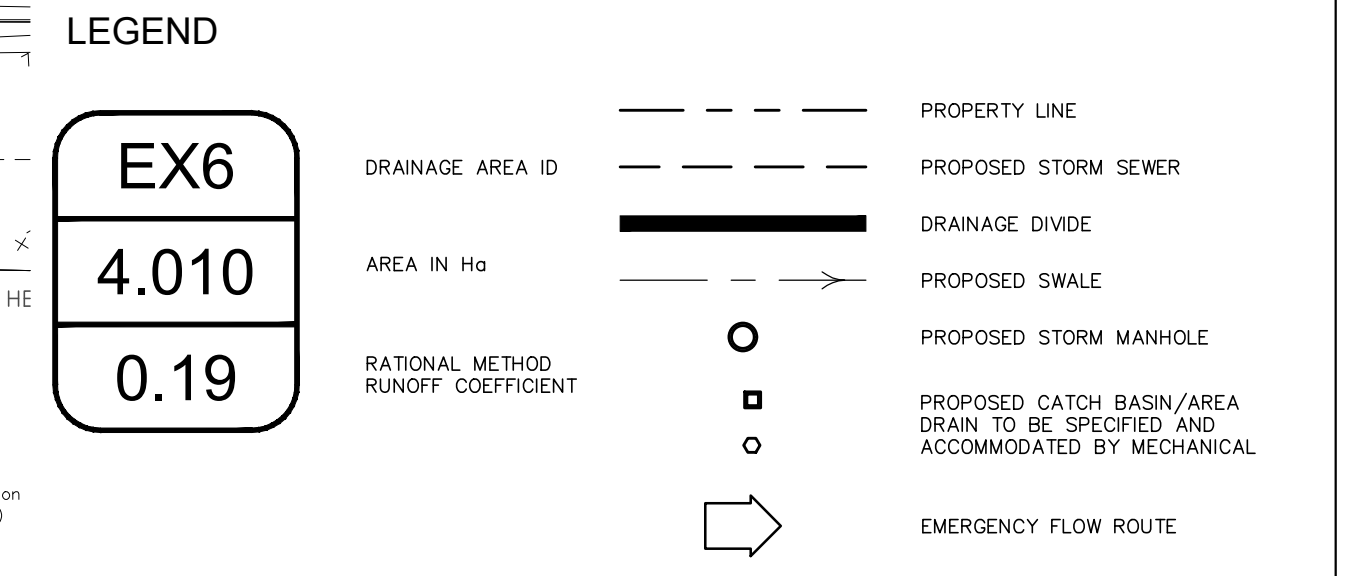 LEGEND
EX6
4.010
0.19
DRAINAGE AREA ID
AREA IN Ha
RATIONAL METHOD
RUNOFF COEFFICIENT
PROPERTY LINE
PROPOSED STORM SEWER
DRAINAGE DIVIDE
PROPOSED SWALE
PROPOSED STORM MANHOLE
PROPOSED CATCH BASIN/AREA
DRAIN TO BE SPECIFIED AND
ACCOMMODATED BY MECHANICAL
EMERGENCY FLOW ROUTE
HE
on
)